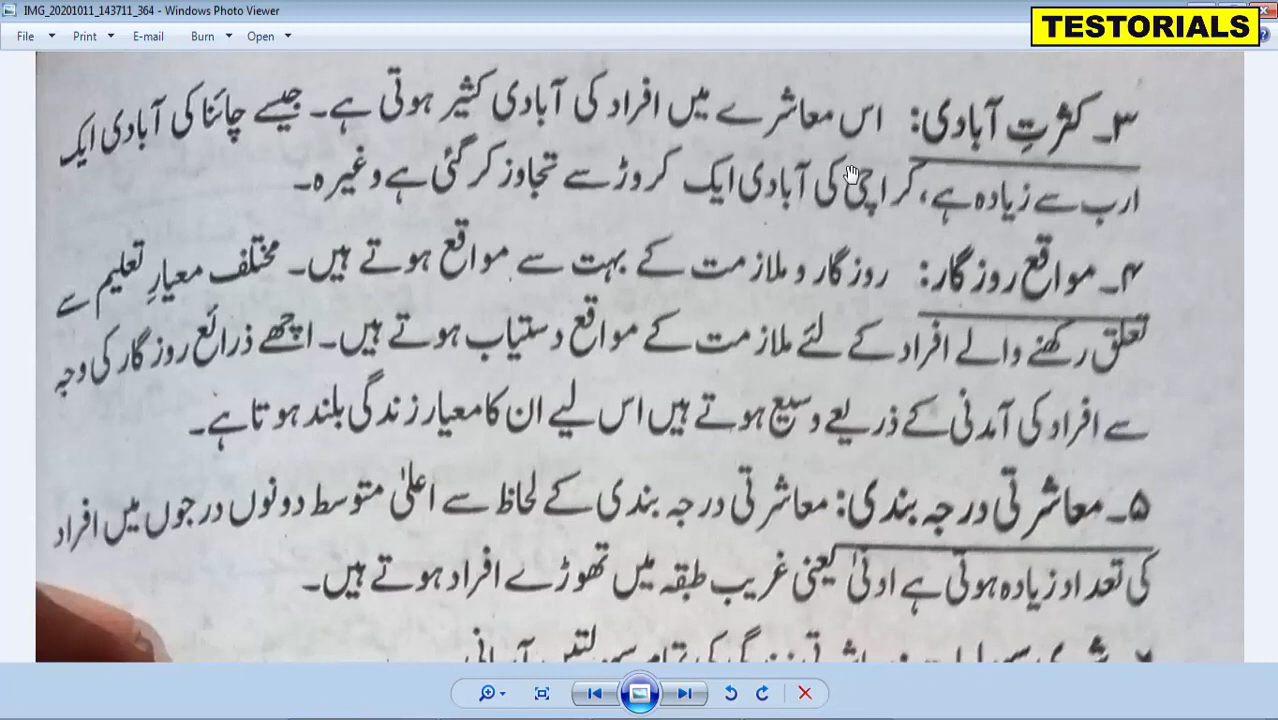 IMG_20201011_143711_364 - Windows Photo Viewer
TESTORIALS
File Print E-mail Burn Open
۳۔ کثرتِ آبادی: اس معاشرے میں افراد کی آبادی کثیر ہوتی ہے۔ جیسے چائنا کی آبادی ایک
ارب سے زیادہ ہے، کراچی کی آبادی ایک کروڑ سے تجاوز کر گئی ہے وغیرہ۔
۴۔ مواقع روزگار: روزگار و ملازمت کے بہت سے مواقع ہوتے ہیں۔ مختلف معیارِ تعلیم سے
تعلق رکھنے والے افراد کے لئے ملازمت کے مواقع دستیاب ہوتے ہیں۔ اچھے ذرائع روزگار کی وجہ
سے افراد کی آمدنی کے ذریعے وسیع ہوتے ہیں اس لیے ان کا معیار زندگی بلند ہوتا ہے۔
۵۔ معاشرتی درجہ بندی: معاشرتی درجہ بندی کے لحاظ سے اعلیٰ متوسط دونوں درجوں میں افراد
کی تعداد زیادہ ہوتی ہے ادنیٰ یعنی غریب طبقہ میں تھوڑے افراد ہوتے ہیں۔